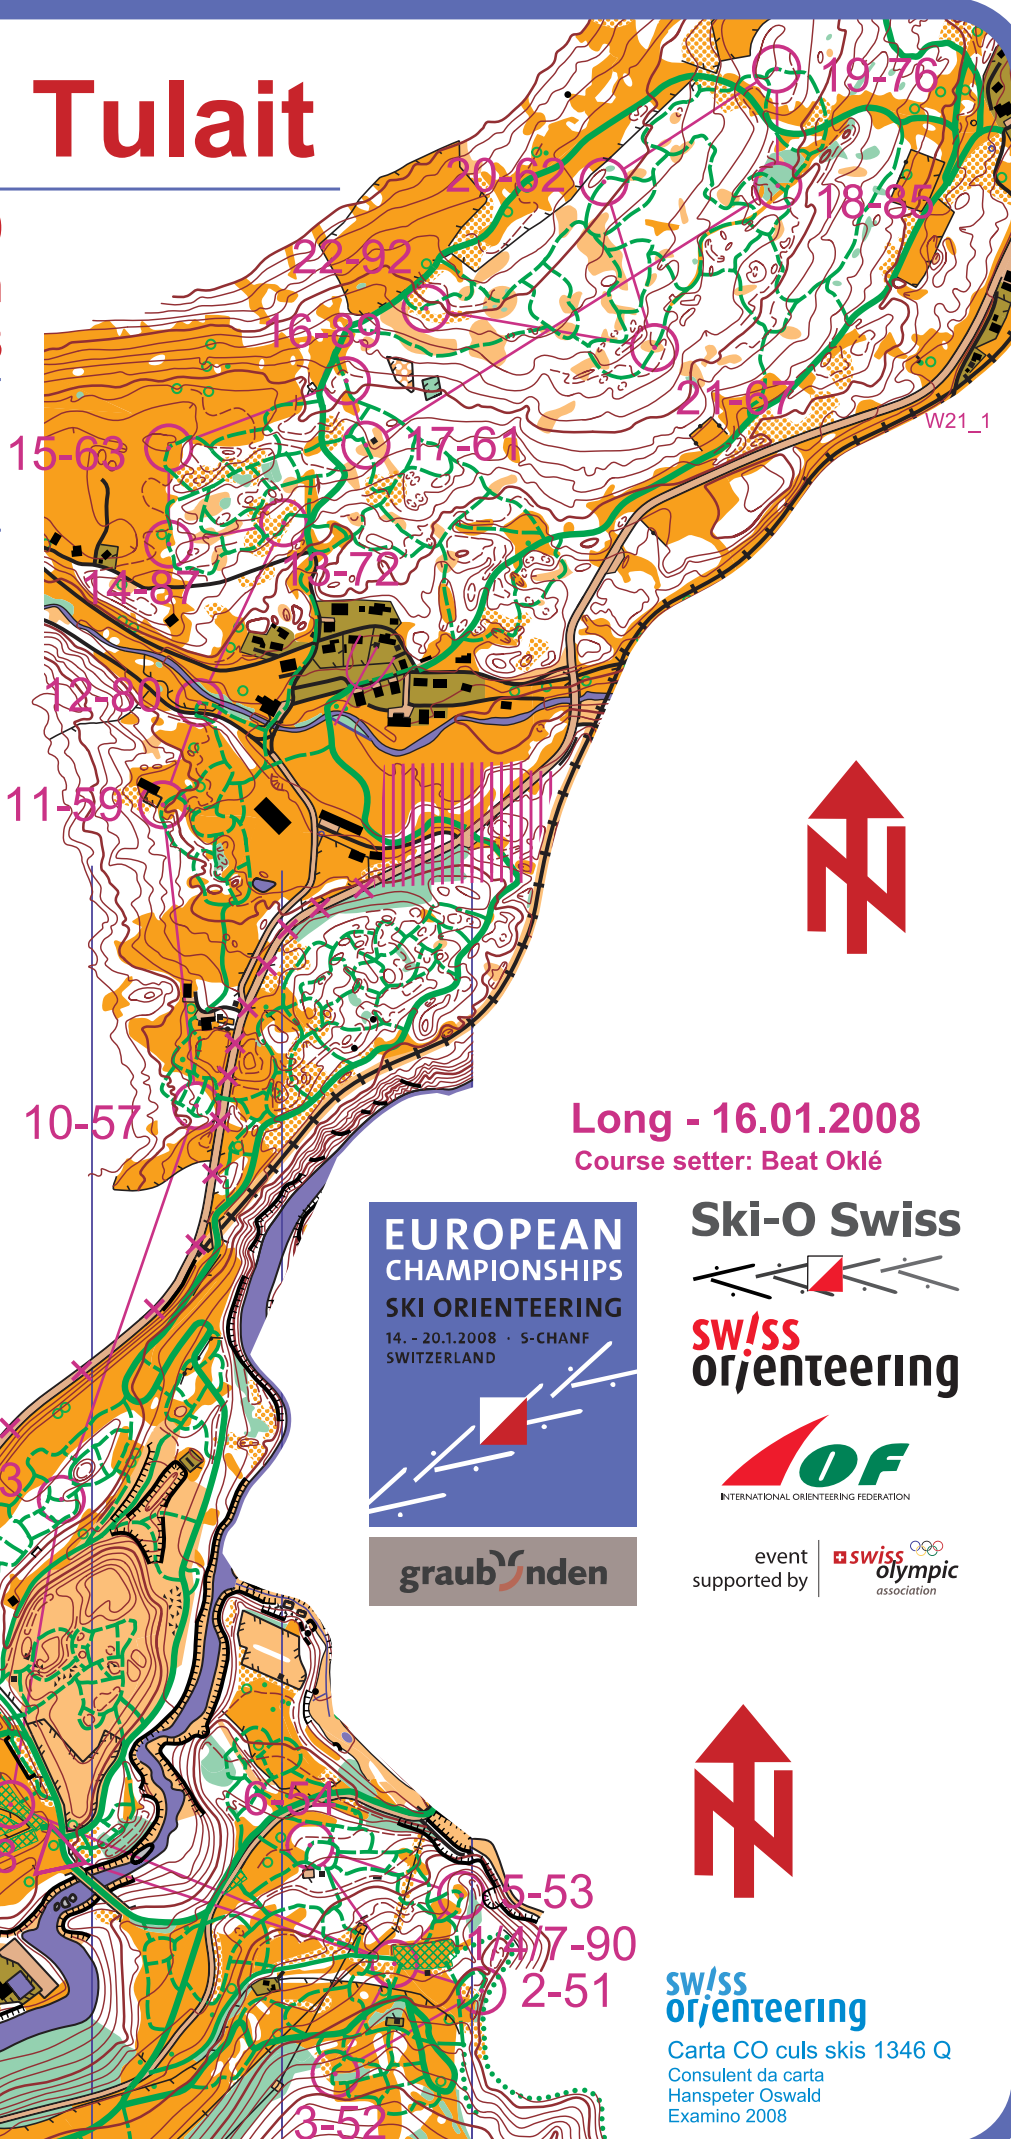 Tulait
19-76
20-62
18-85
22-92
16-89
21-67
W21_1
15-63
17-61
13-72
14-87
12-80
11-59
10-57
Long - 16.01.2008
Course setter: Beat Oklé
EUROPEAN
CHAMPIONSHIPS
SKI ORIENTEERING
14. - 20.1.2008 · S-CHANF
SWITZERLAND
Ski-O Swiss
swiss
orienteering
IOF
INTERNATIONAL ORIENTEERING FEDERATION
graubünden
event
supported by
swiss
olympic
association
3
6-54
5-53
1/4/7-90
2-51
3-52
swiss
orienteering
Carta CO culs skis 1346 Q
Consulent da carta
Hanspeter Oswald
Examino 2008